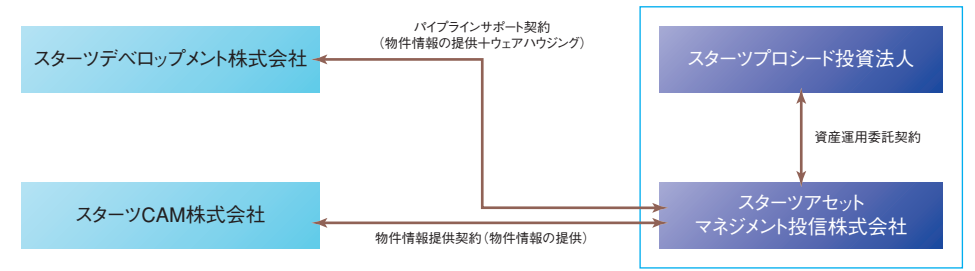 パイプラインサポート契約
（物件情報の提供＋ウェアハウジング）
スターツデベロップメント株式会社
スタープロシード投資法人
資産運用委託契約
スターツCAM株式会社
スターツアセット
マネジメント投信株式会社
物件情報提供契約（物件情報の提供）